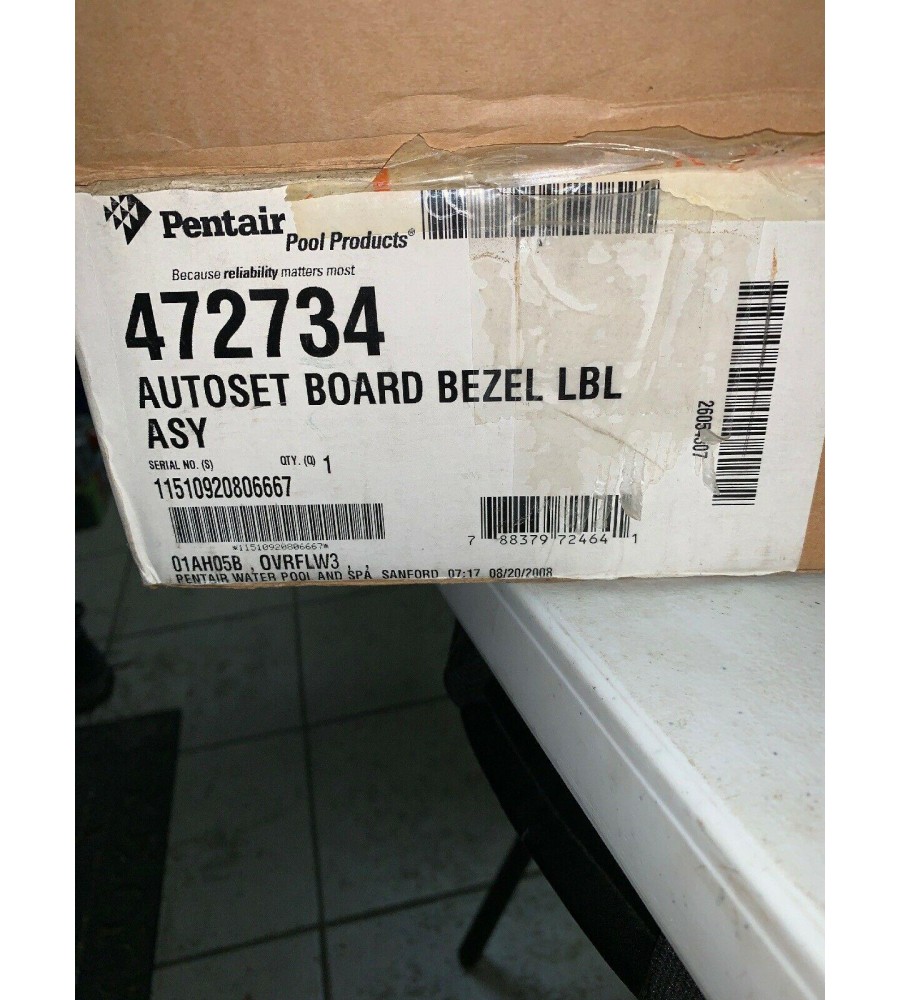 Pentair
Pool Products®
Because reliability matters most
472734
AUTOSET BOARD BEZEL LBL
ASY
SERIAL NO. (S) QTY. (Q) 1
11510920806667
*11510920806667*
7 88379 72464 1
01AH05B , OVRFLW3 , ,
PENTAIR WATER POOL AND SPA SANFORD 07:17 08/20/2008